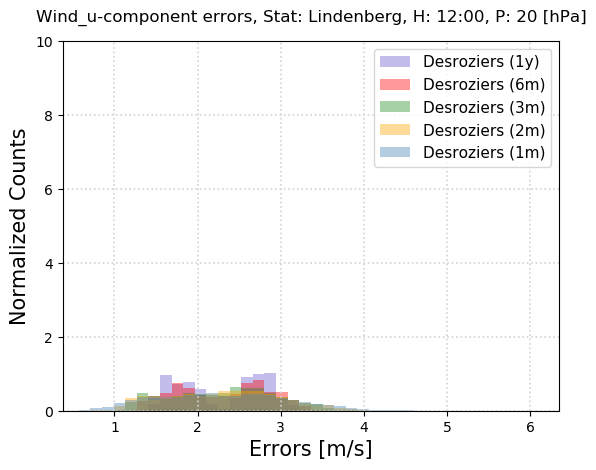 Wind_u-component errors, Stat: Lindenberg, H: 12:00, P: 20 [hPa]
10
8
6
4
2
0
Normalized Counts
Desroziers (1y)
Desroziers (6m)
Desroziers (3m)
Desroziers (2m)
Desroziers (1m)
1 2 3 4 5 6
Errors [m/s]